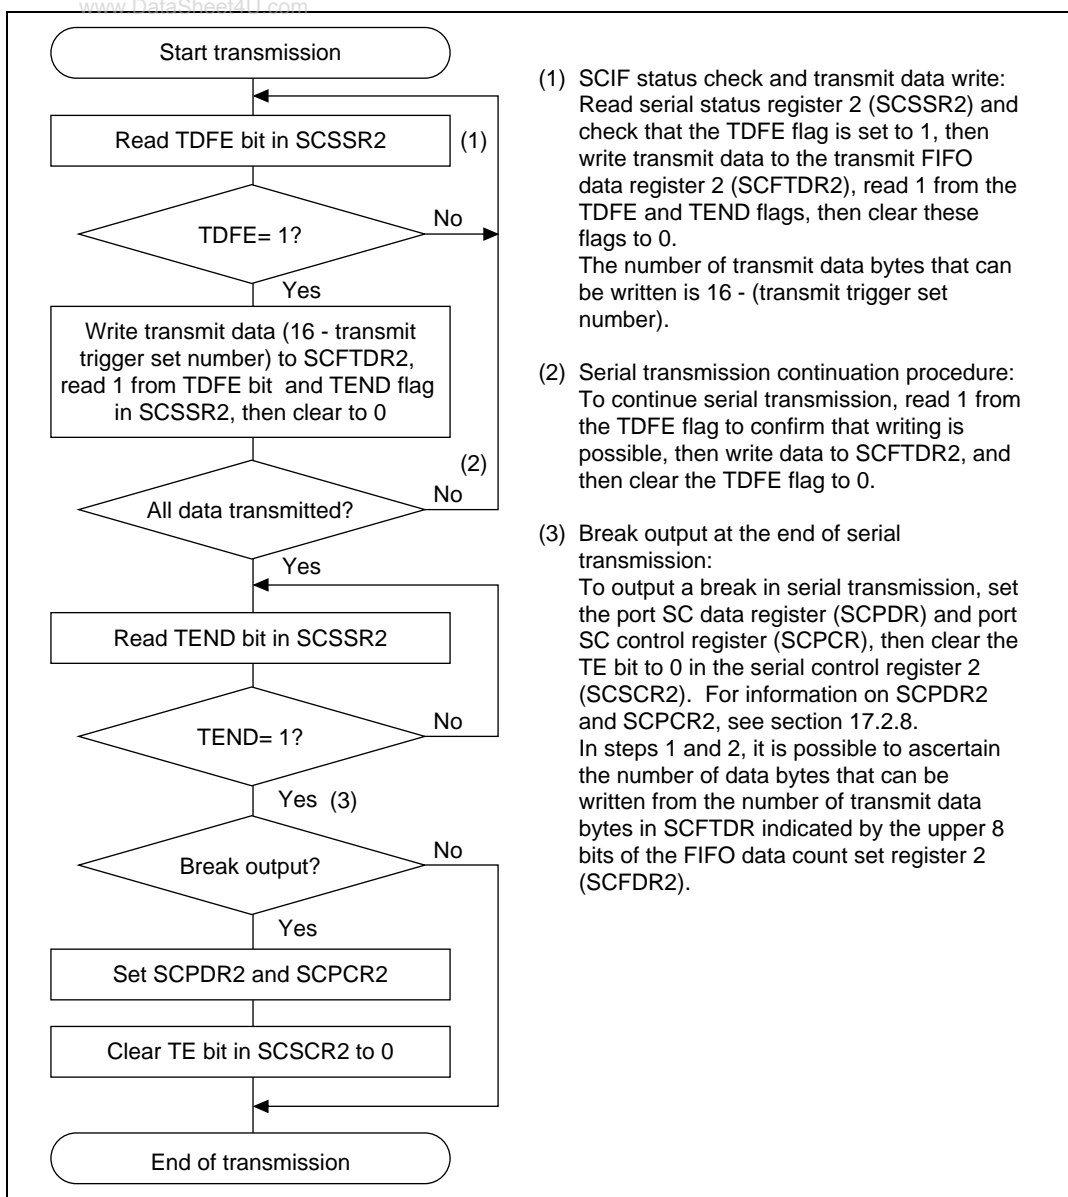 www.DataSheet4U.com
Start transmission
Read TDFE bit in SCSSR2
(1)
TDFE= 1?
No
Yes
Write transmit data (16 - transmit
trigger set number) to SCFTDR2,
read 1 from TDFE bit  and TEND flag
in SCSSR2, then clear to 0
(2)
All data transmitted?
No
Yes
Read TEND bit in SCSSR2
TEND= 1?
No
Yes (3)
Break output?
No
Yes
Set SCPDR2 and SCPCR2
Clear TE bit in SCSCR2 to 0
End of transmission
(1) SCIF status check and transmit data write:
Read serial status register 2 (SCSSR2) and
check that the TDFE flag is set to 1, then
write transmit data to the transmit FIFO
data register 2 (SCFTDR2), read 1 from the
TDFE and TEND flags, then clear these
flags to 0.
The number of transmit data bytes that can
be written is 16 - (transmit trigger set
number).
(2) Serial transmission continuation procedure:
To continue serial transmission, read 1 from
the TDFE flag to confirm that writing is
possible, then write data to SCFTDR2, and
then clear the TDFE flag to 0.
(3) Break output at the end of serial
transmission:
To output a break in serial transmission, set
the port SC data register (SCPDR) and port
SC control register (SCPCR), then clear the
TE bit to 0 in the serial control register 2
(SCSCR2).  For information on SCPDR2
and SCPCR2, see section 17.2.8.
In steps 1 and 2, it is possible to ascertain
the number of data bytes that can be
written from the number of transmit data
bytes in SCFTDR indicated by the upper 8
bits of the FIFO data count set register 2
(SCFDR2).